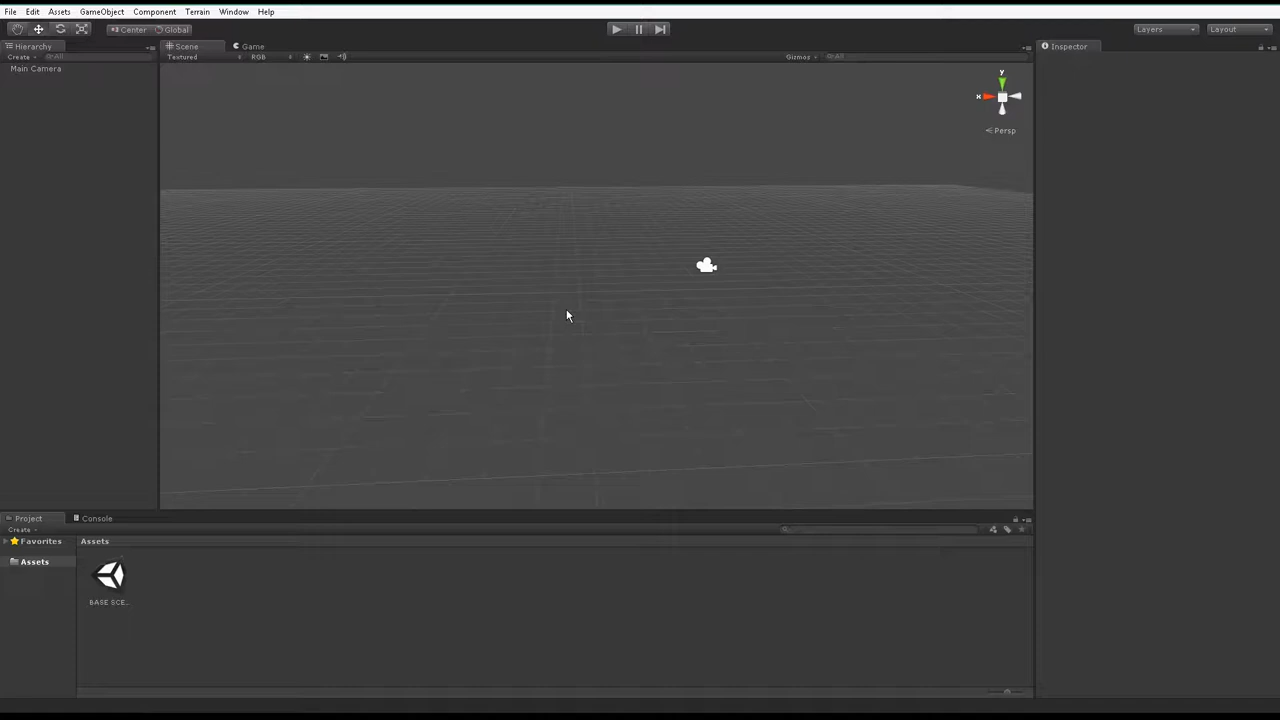 File Edit Assets GameObject Component Terrain Window Help
Center Global Layers Layout
Hierarchy Scene Game Inspector
Create All Textured RGB Gizmos All
Main Camera
y
x
Persp
Project Console
Create
Favorites Assets
Assets
BASE SCE...